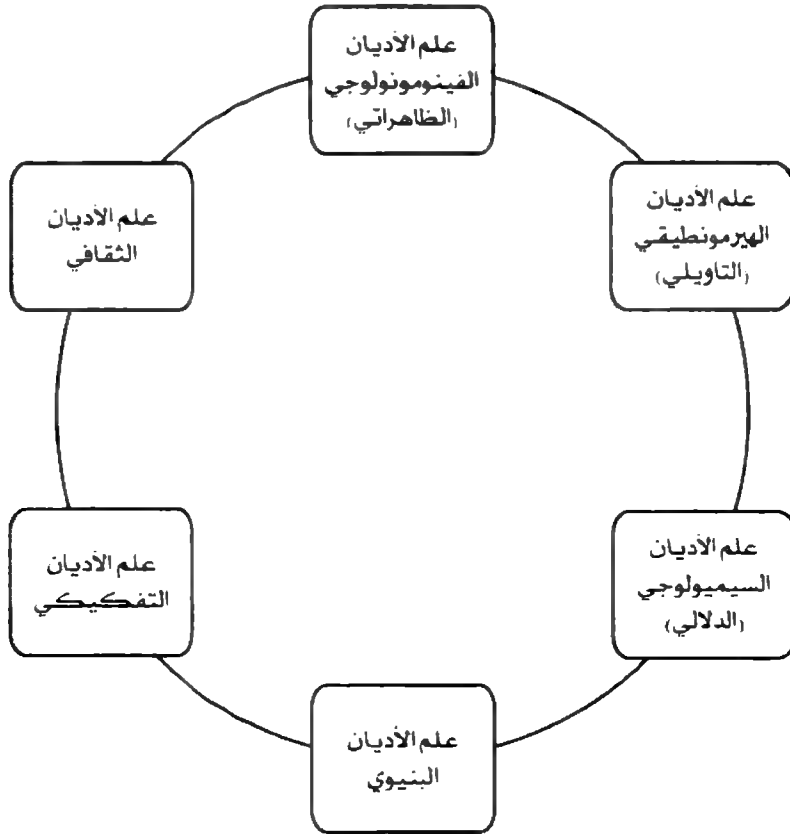 علم الأديان
الفينومونولوجي
(الظاهراتي)
علم الأديان
الهيرمونطيقي
(التاويلي)
علم الأديان
السيميولوجي
(الدلالي)
علم الأديان
البنيوي
علم الأديان
التفكيكي
علم الأديان
الثقافي